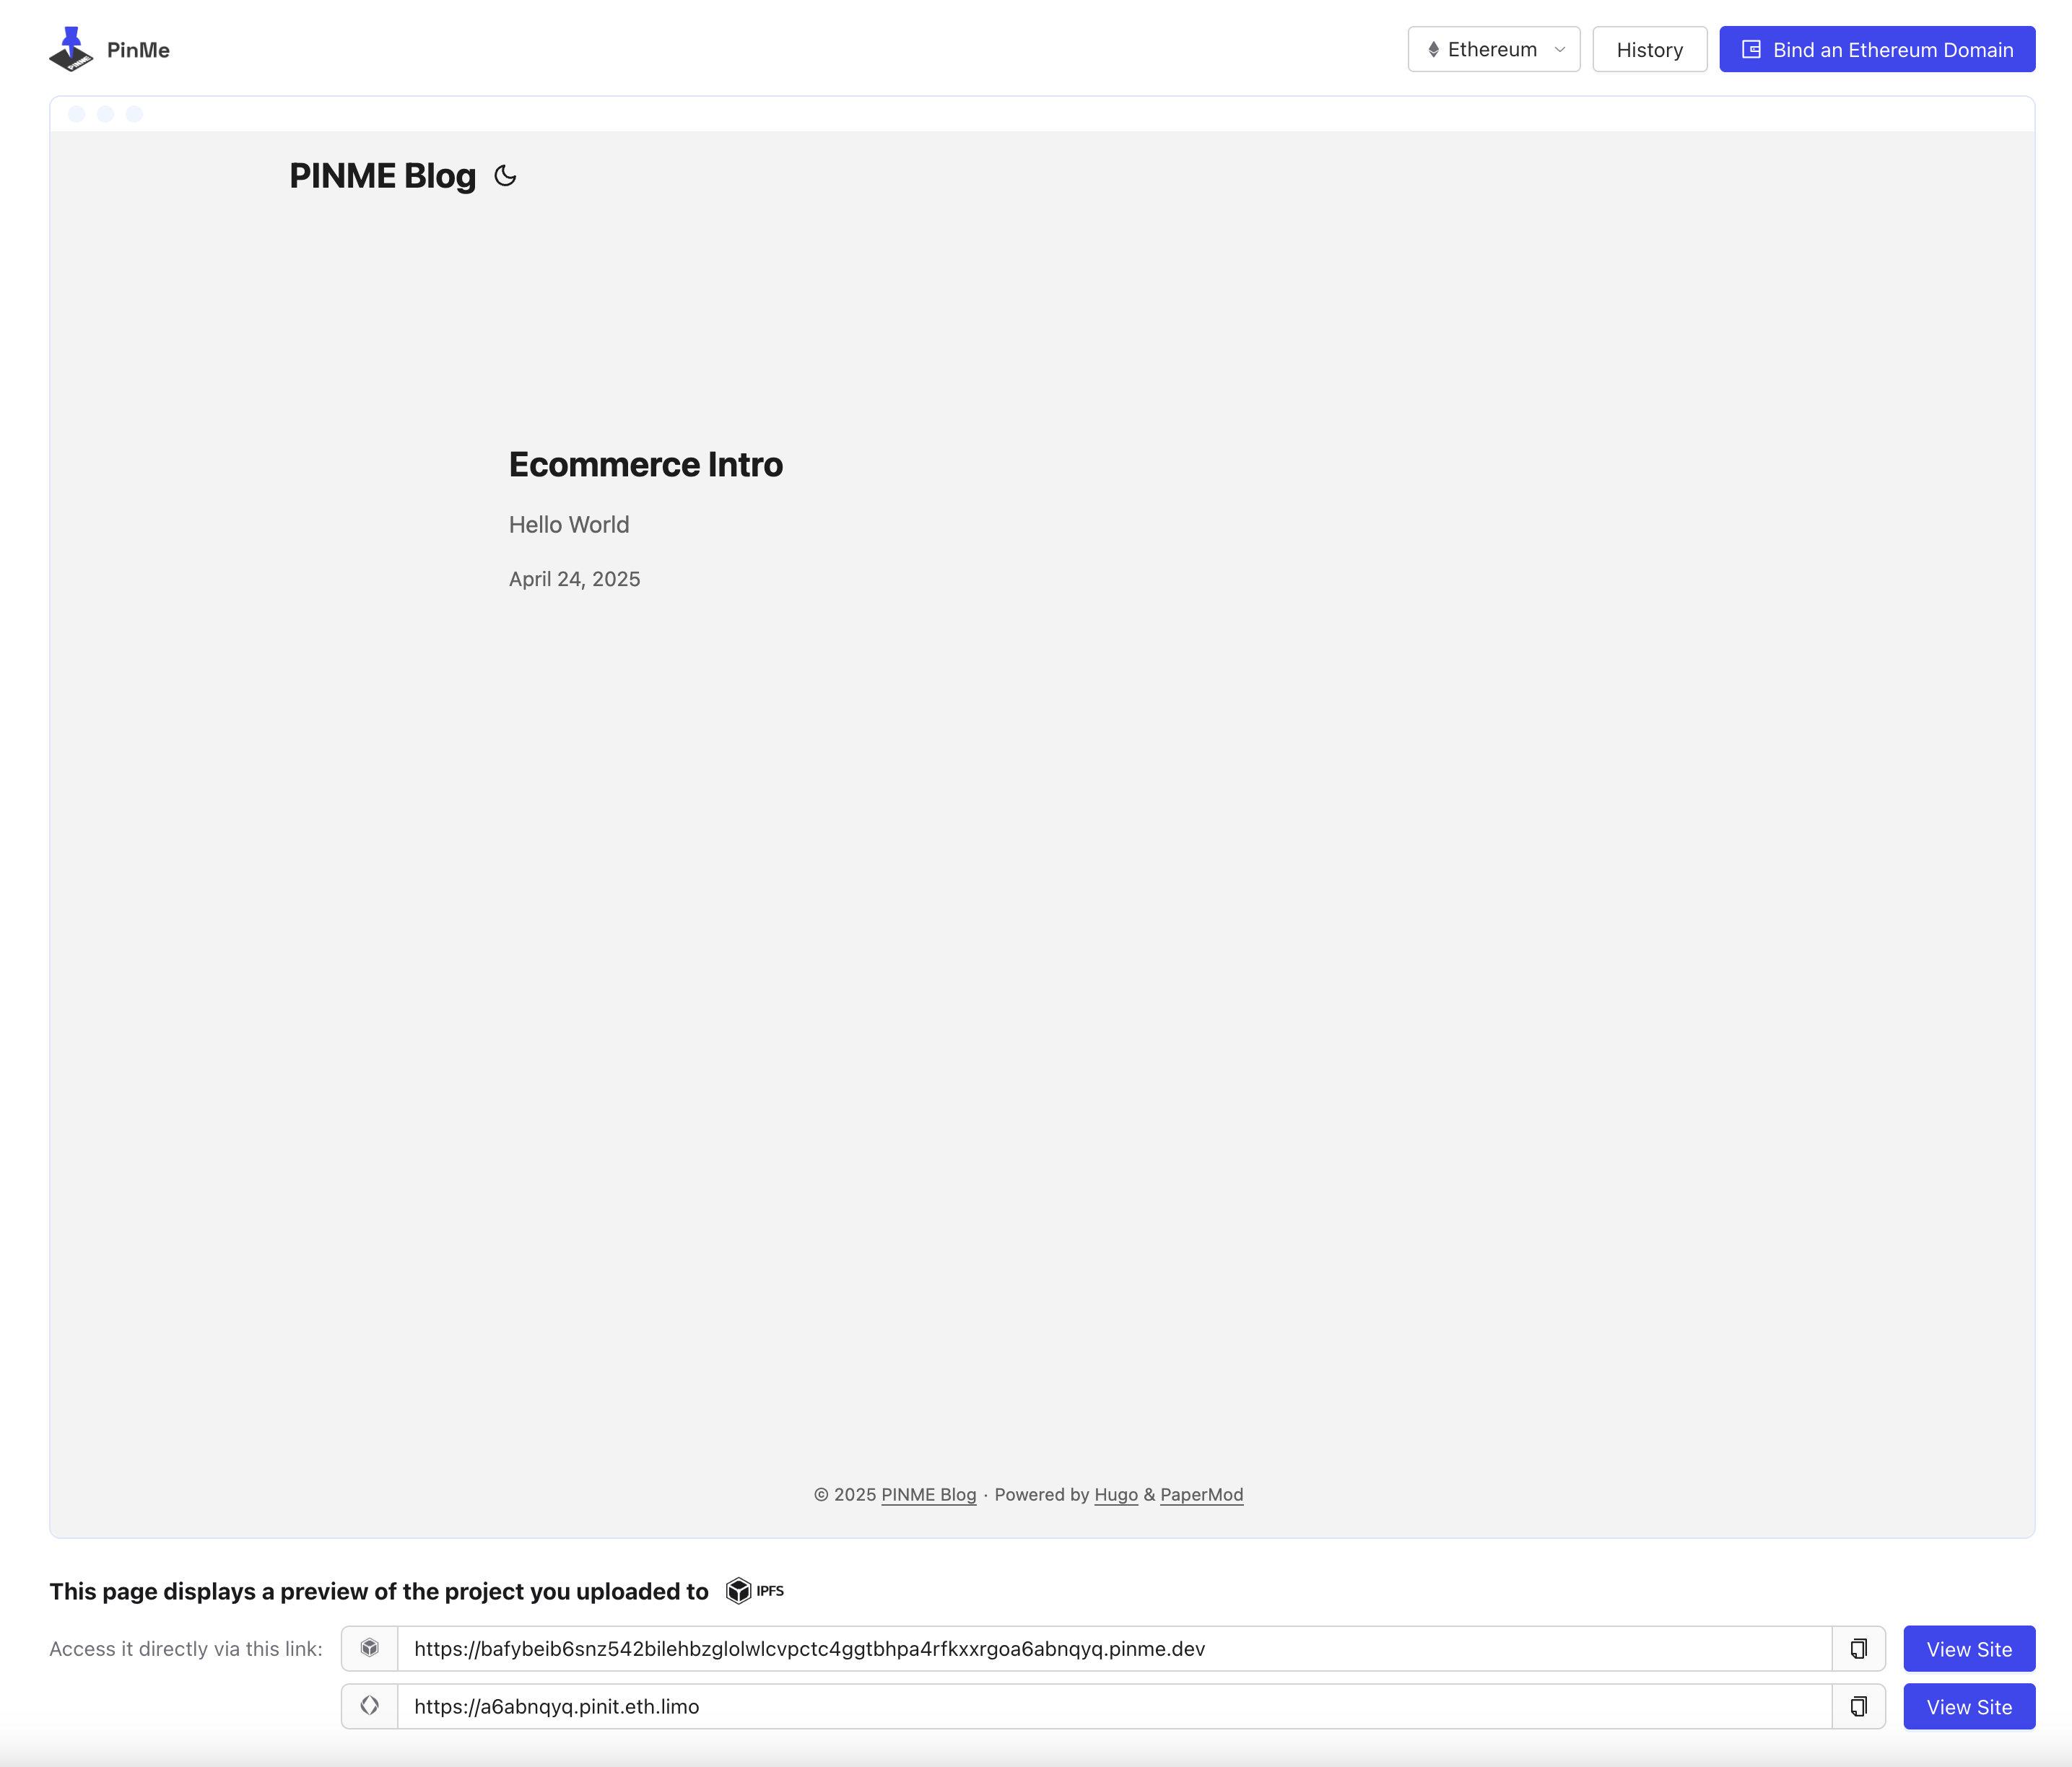 PinMe
Ethereum
History
Bind an Ethereum Domain
PINME Blog
Ecommerce Intro
Hello World
April 24, 2025
© 2025 PINME Blog · Powered by Hugo & PaperMod
This page displays a preview of the project you uploaded to IPFS
Access it directly via this link: https://bafybeib6snz542bilehbzglolwlcvpctc4ggtbhpa4rfkxxrgoa6abnqyq.pinme.dev View Site
https://a6abnqyq.pinit.eth.limo View Site